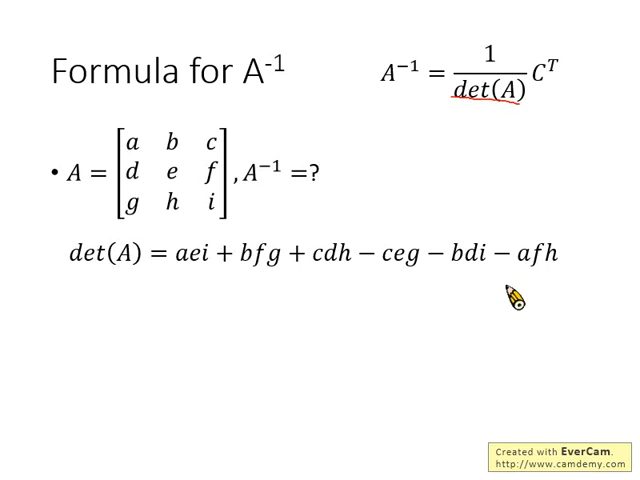 Formula for A⁻¹
A⁻¹ = 1/det(A) Cᵀ
• A = [a b c
d e f
g h i], A⁻¹ =?
det(A) = aei + bfg + cdh − ceg − bdi − afh
Created with EverCam.
http://www.camdemy.com